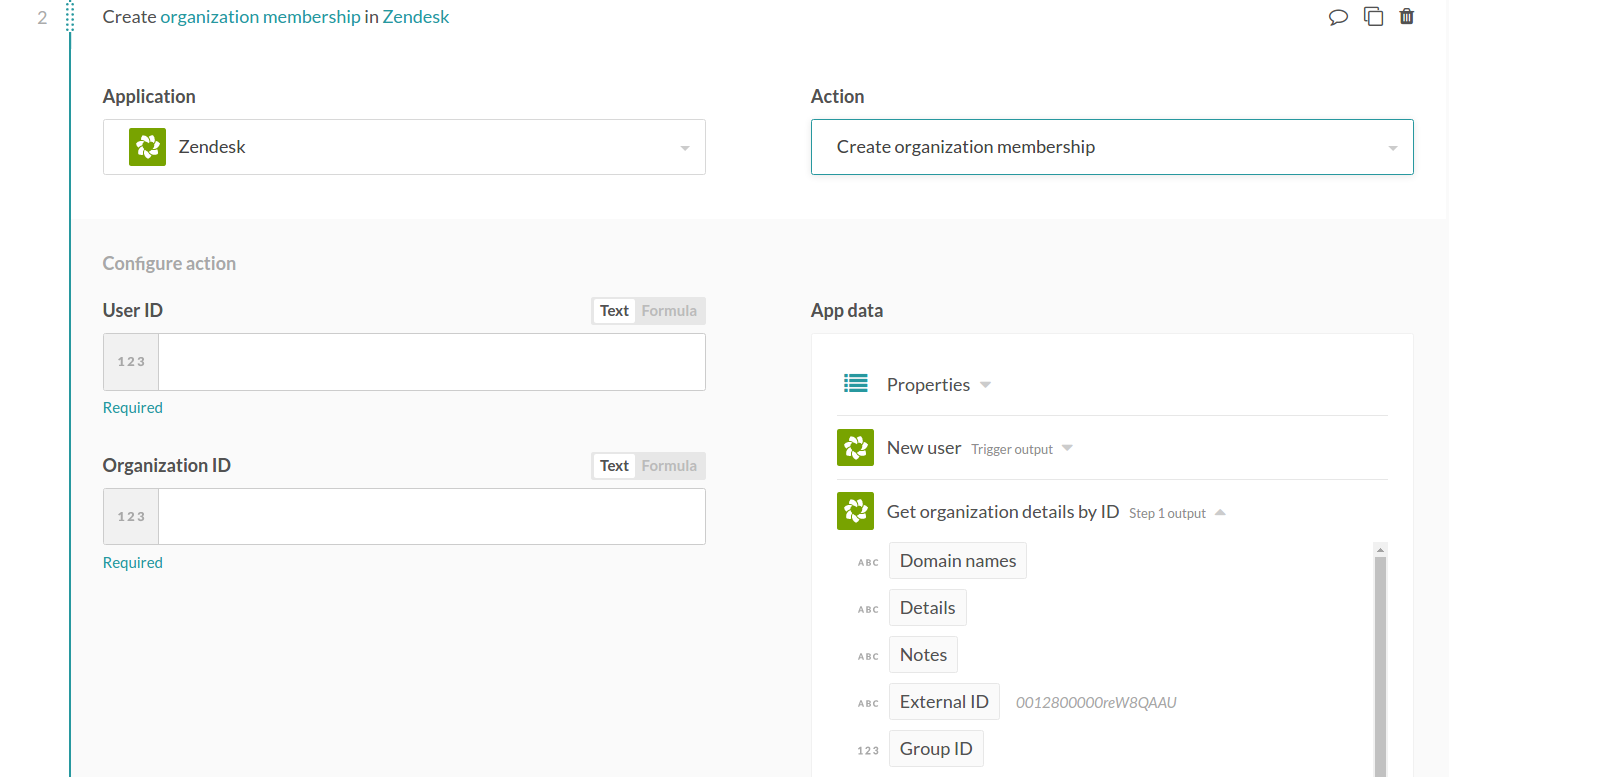 2
Create organization membership in Zendesk
Application
Action
Zendesk
Create organization membership
Configure action
User ID
Text Formula
123
Required
Organization ID
Text Formula
123
Required
App data
Properties
New user Trigger output
Get organization details by ID Step 1 output
ABC Domain names
ABC Details
ABC Notes
ABC External ID 0012800000reW8QAAU
123 Group ID